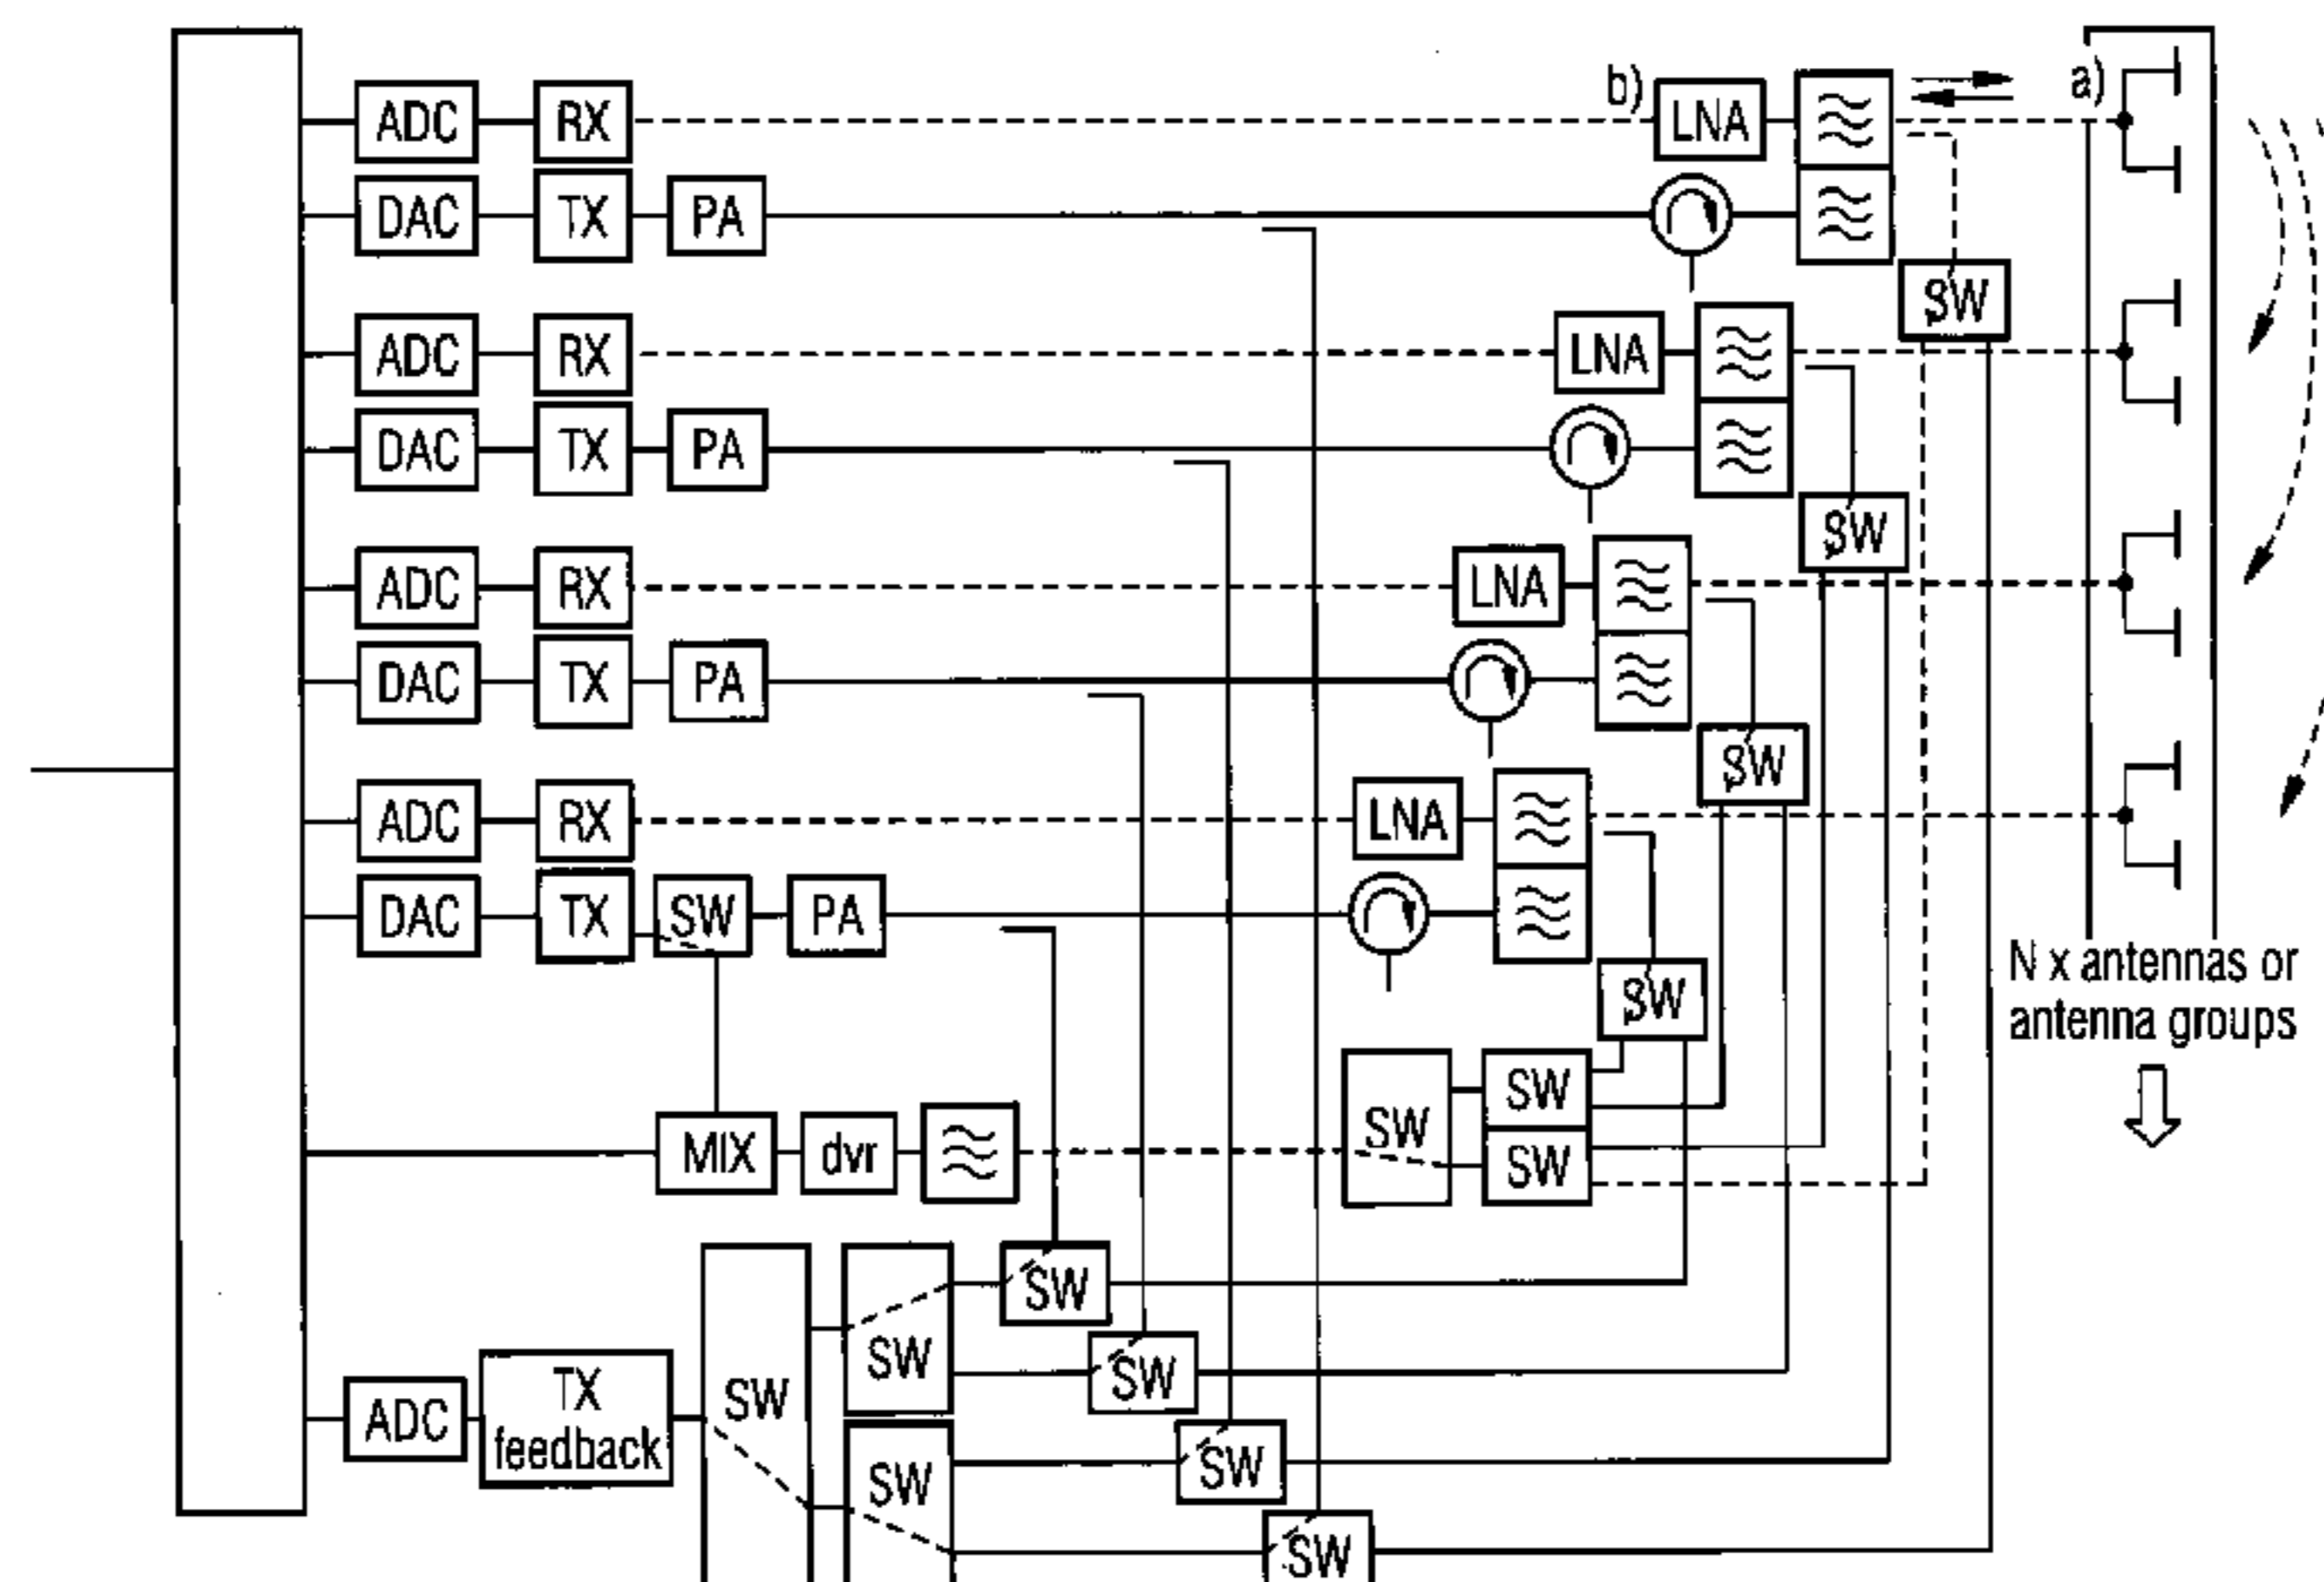 b)
a)
ADC RX LNA
DAC TX PA
SW
ADC RX LNA
DAC TX PA
SW
ADC RX LNA
DAC TX PA
SW
ADC RX LNA
DAC TX SW PA
N x antennas or
antenna groups
SW
SW
SW
SW
MIX dvr
SW
SW
SW
SW
ADC
TX
feedback
SW
SW
SW
SW